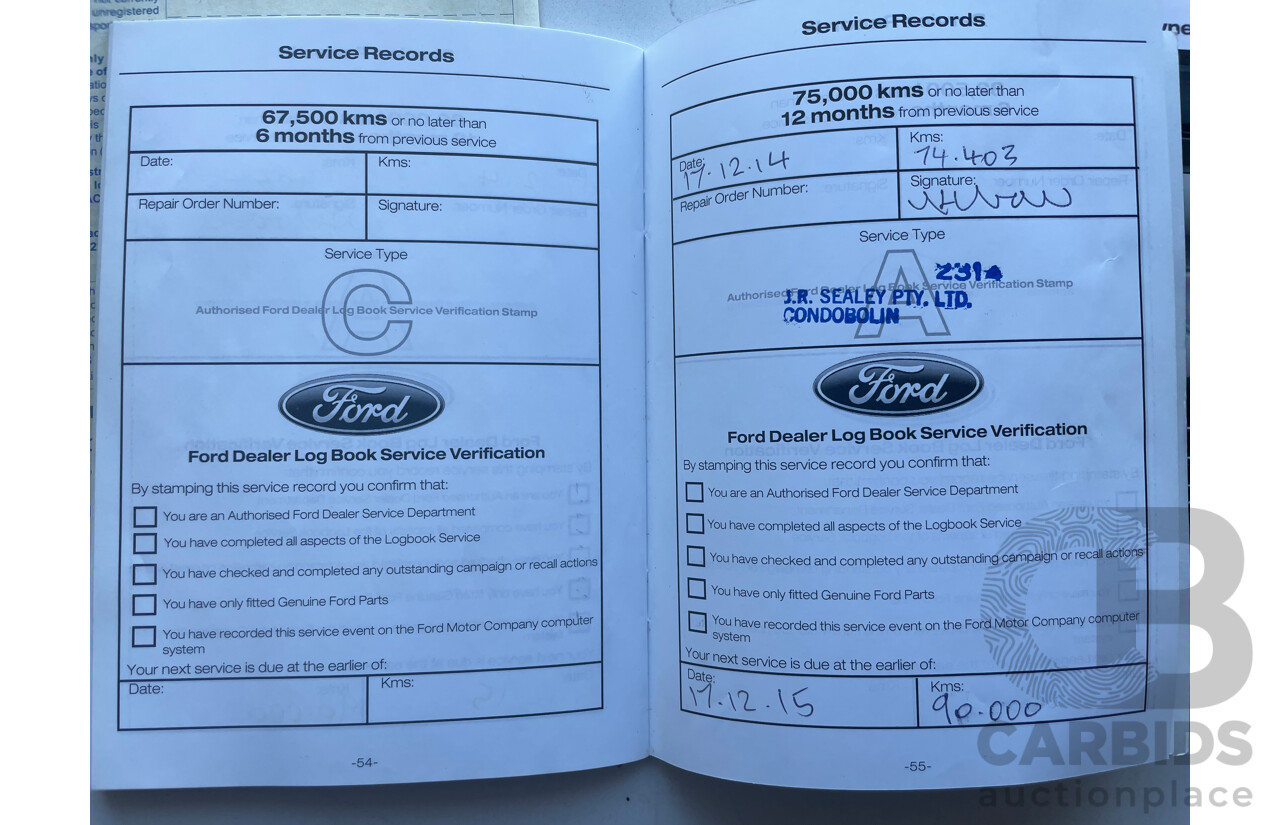 unregistered
Service Records
67,500 kms or no later than
6 months from previous service
Date:
Kms:
Repair Order Number:
Signature:
Service Type
C
Authorised Ford Dealer Log Book Service Verification Stamp
Ford
Ford Dealer Log Book Service Verification
By stamping this service record you confirm that:
You are an Authorised Ford Dealer Service Department
You have completed all aspects of the Logbook Service
You have checked and completed any outstanding campaign or recall actions
You have only fitted Genuine Ford Parts
You have recorded this service event on the Ford Motor Company computer
system
Your next service is due at the earlier of:
Date:
Kms:
-54-
Service Records
75,000 kms or no later than
12 months from previous service
Date: 17.12.14
Kms: 74.403
Repair Order Number:
Signature:
Service Type
A
Authorised Ford Dealer Log Book Service Verification Stamp
J.R. SEALEY PTY. LTD.
CONDOBOLIN
Ford
Ford Dealer Log Book Service Verification
By stamping this service record you confirm that:
You are an Authorised Ford Dealer Service Department
You have completed all aspects of the Logbook Service
You have checked and completed any outstanding campaign or recall actions
You have only fitted Genuine Ford Parts
You have recorded this service event on the Ford Motor Company computer
system
Your next service is due at the earlier of:
Date: 17.12.15
Kms: 90.000
-55-
CB
CARBIDS
auctionplace